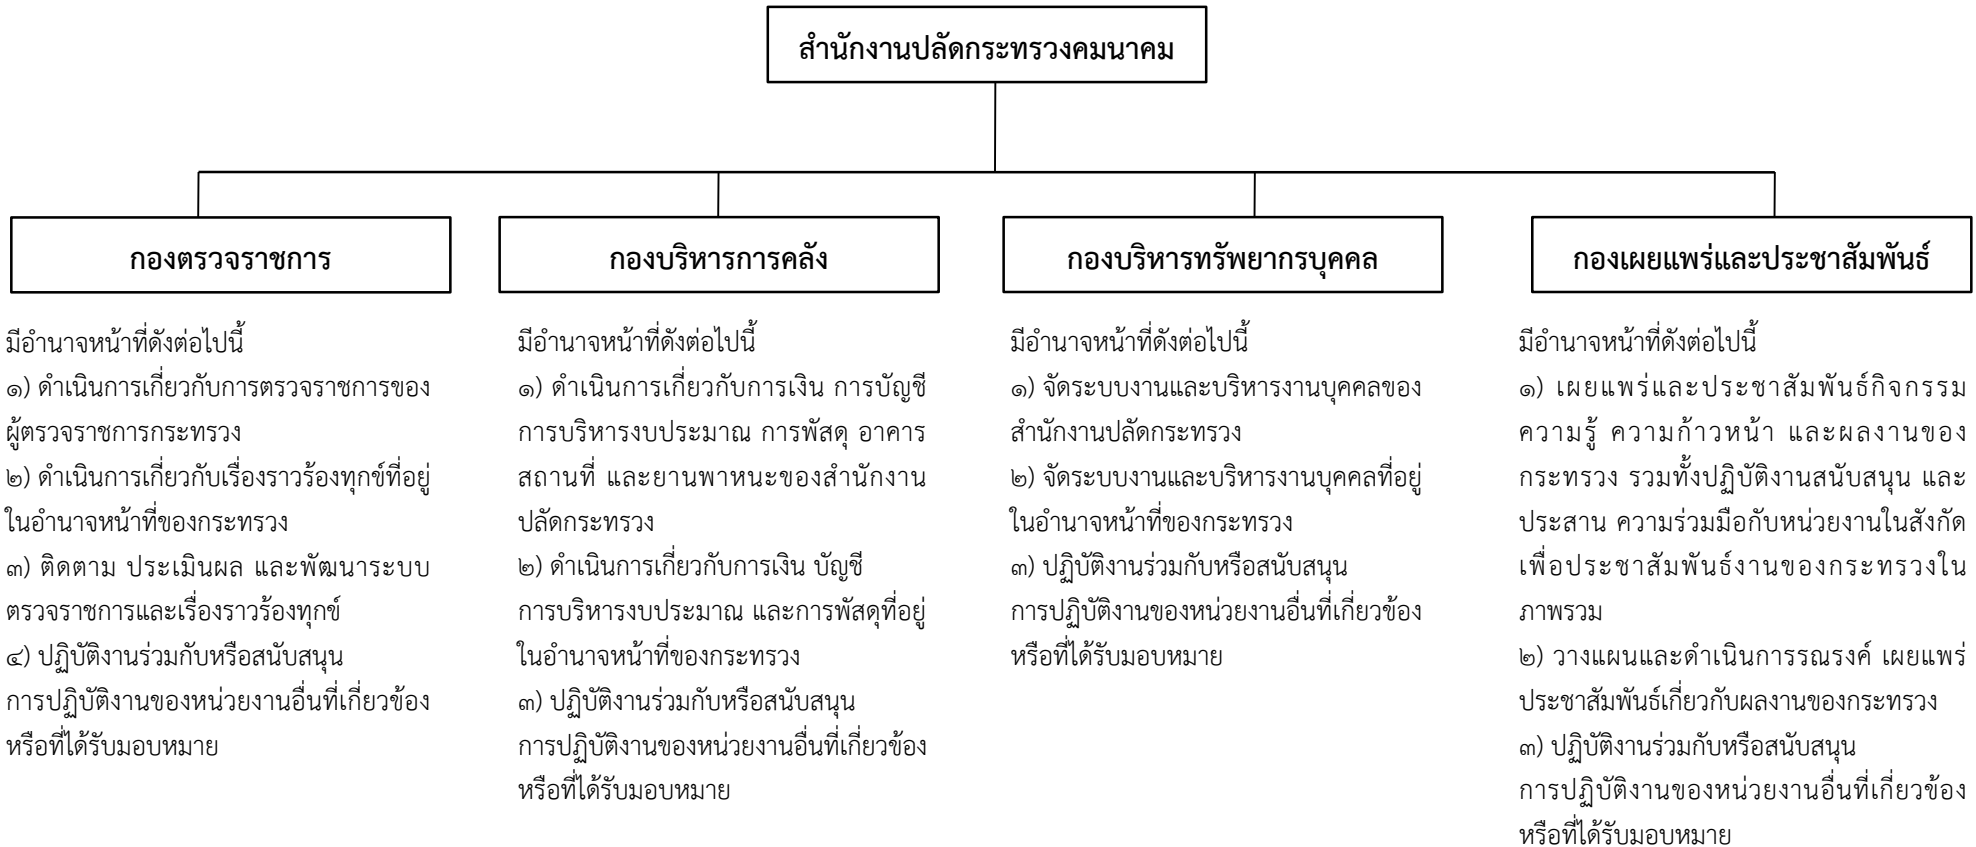 สำนักงานปลัดกระทรวงคมนาคม
กองตรวจราชการ
มีอำนาจหน้าที่ดังต่อไปนี้
๑) ดำเนินการเกี่ยวกับการตรวจราชการของ
ผู้ตรวจราชการกระทรวง
๒) ดำเนินการเกี่ยวกับเรื่องราวร้องทุกข์ที่อยู่
ในอำนาจหน้าที่ของกระทรวง
๓) ติดตาม ประเมินผล และพัฒนาระบบ
ตรวจราชการและเรื่องราวร้องทุกข์
๔) ปฏิบัติงานร่วมกับหรือสนับสนุน
การปฏิบัติงานของหน่วยงานอื่นที่เกี่ยวข้อง
หรือที่ได้รับมอบหมาย
กองบริหารการคลัง
มีอำนาจหน้าที่ดังต่อไปนี้
๑) ดำเนินการเกี่ยวกับการเงิน การบัญชี
การบริหารงบประมาณ การพัสดุ อาคาร
สถานที่ และยานพาหนะของสำนักงาน
ปลัดกระทรวง
๒) ดำเนินการเกี่ยวกับการเงิน บัญชี
การบริหารงบประมาณ และการพัสดุที่อยู่
ในอำนาจหน้าที่ของกระทรวง
๓) ปฏิบัติงานร่วมกับหรือสนับสนุน
การปฏิบัติงานของหน่วยงานอื่นที่เกี่ยวข้อง
หรือที่ได้รับมอบหมาย
กองบริหารทรัพยากรบุคคล
มีอำนาจหน้าที่ดังต่อไปนี้
๑) จัดระบบงานและบริหารงานบุคคลของ
สำนักงานปลัดกระทรวง
๒) จัดระบบงานและบริหารงานบุคคลที่อยู่
ในอำนาจหน้าที่ของกระทรวง
๓) ปฏิบัติงานร่วมกับหรือสนับสนุน
การปฏิบัติงานของหน่วยงานอื่นที่เกี่ยวข้อง
หรือที่ได้รับมอบหมาย
กองเผยแพร่และประชาสัมพันธ์
มีอำนาจหน้าที่ดังต่อไปนี้
๑) เผยแพร่และประชาสัมพันธ์กิจกรรม
ความรู้ ความก้าวหน้า และผลงานของ
กระทรวง รวมทั้งปฏิบัติงานสนับสนุน และ
ประสาน ความร่วมมือกับหน่วยงานในสังกัด
เพื่อประชาสัมพันธ์งานของกระทรวงใน
ภาพรวม
๒) วางแผนและดำเนินการรณรงค์ เผยแพร่
ประชาสัมพันธ์เกี่ยวกับผลงานของกระทรวง
๓) ปฏิบัติงานร่วมกับหรือสนับสนุน
การปฏิบัติงานของหน่วยงานอื่นที่เกี่ยวข้อง
หรือที่ได้รับมอบหมาย